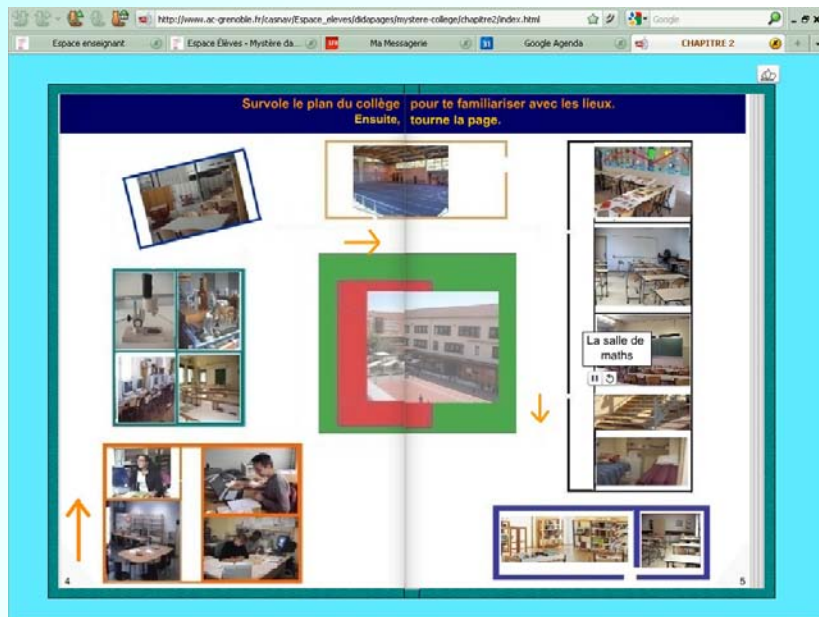 http://www.ac-grenoble.fr/casnav/Espace_eleves/didapages/mystere-college/chapitre2/index.html
Google
Espace enseignant
Espace Élèves - Mystère da...
Ma Messagerie
31
Google Agenda
CHAPITRE 2
Survole le plan du collège pour te familiariser avec les lieux.
Ensuite, tourne la page.
La salle de
maths
4
5